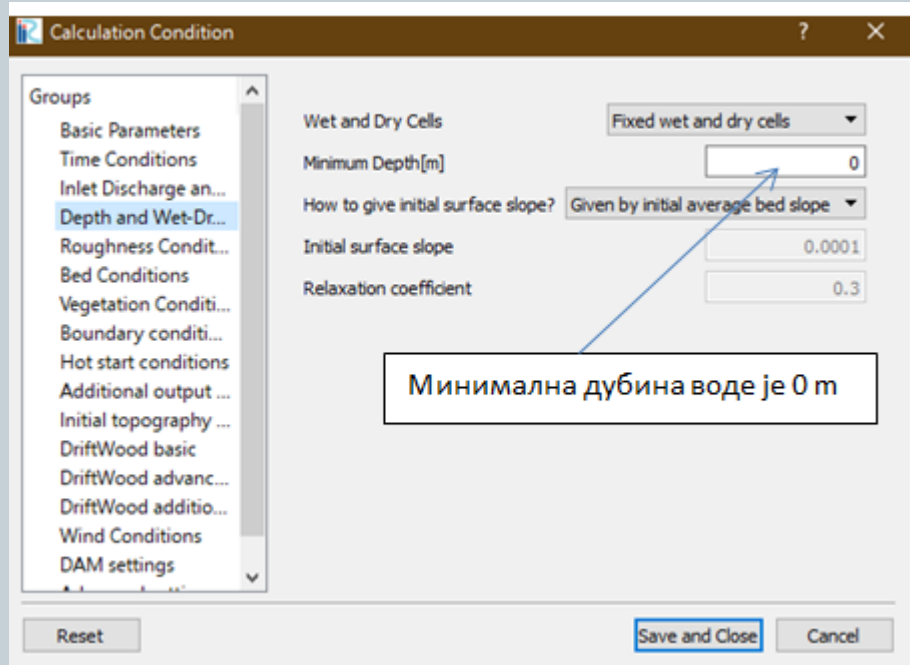 Calculation Condition ? ×
Groups
Basic Parameters
Time Conditions
Inlet Discharge an...
Depth and Wet-Dr...
Roughness Condit...
Bed Conditions
Vegetation Conditi...
Boundary conditi...
Hot start conditions
Additional output ...
Initial topography ...
DriftWood basic
DriftWood advanc...
DriftWood additio...
Wind Conditions
DAM settings
Wet and Dry Cells Fixed wet and dry cells
Minimum Depth[m] 0
How to give initial surface slope? Given by initial average bed slope
Initial surface slope 0.0001
Relaxation coefficient 0.3
Минимална дубина воде је 0 m
Reset Save and Close Cancel